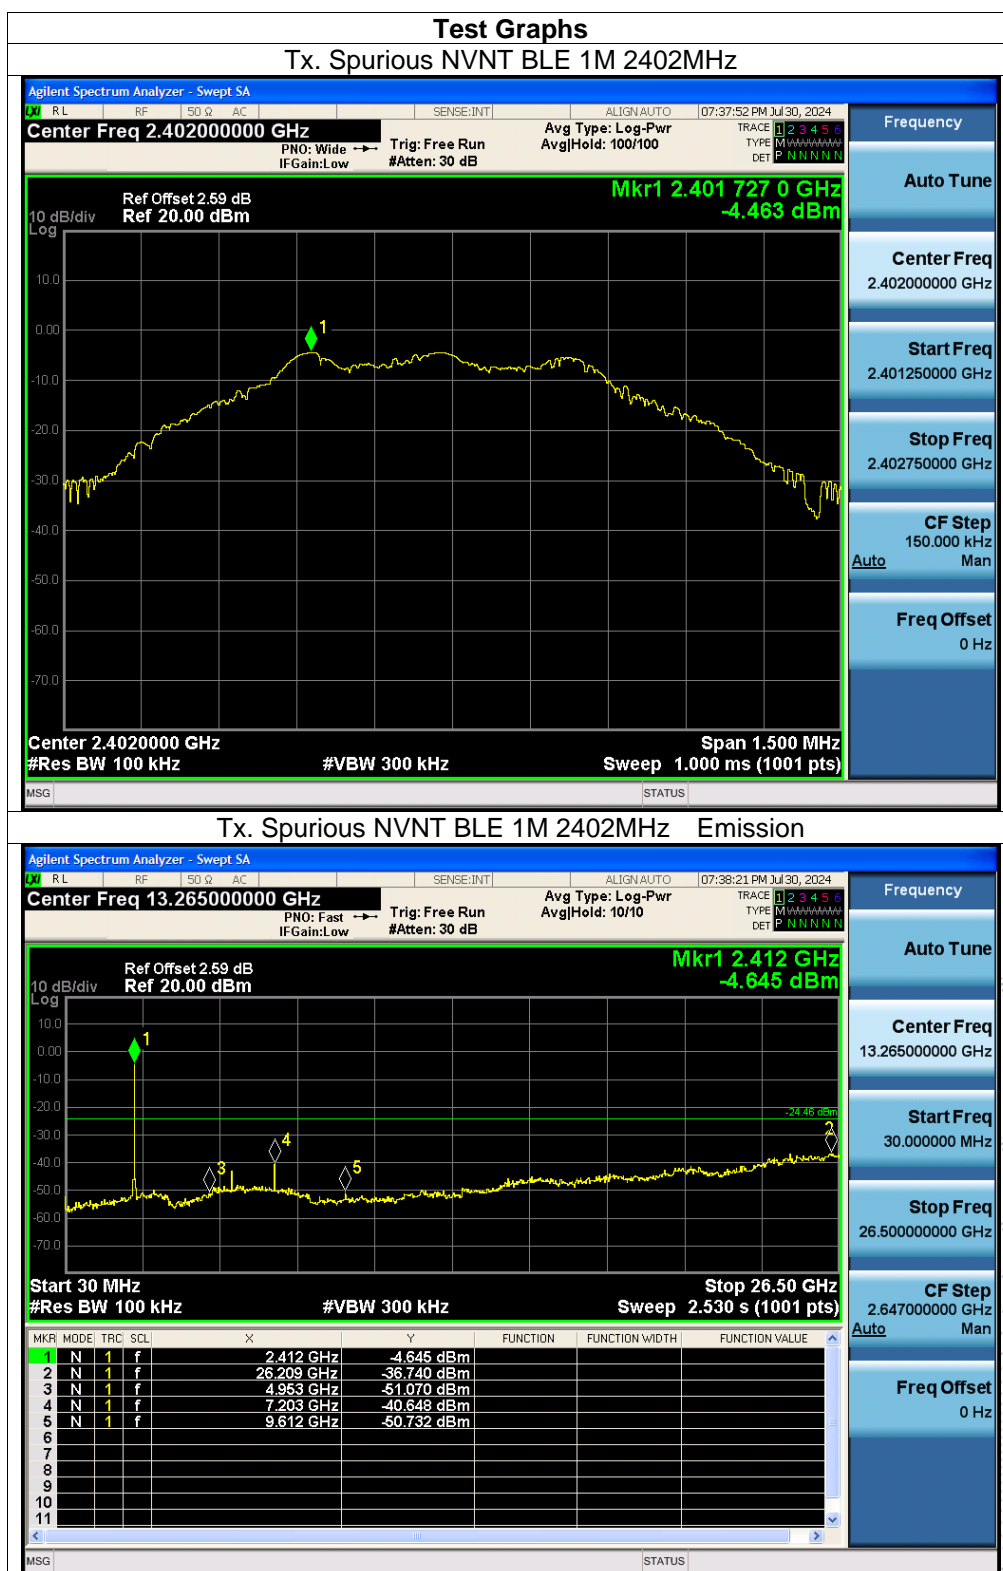 Test Graphs
Tx. Spurious NVNT BLE 1M 2402MHz
Agilent Spectrum Analyzer - Swept SA
LXI RL RF 50 Ω AC SENSE:INT ALIGN AUTO 07:37:52 PM Jul 30, 2024
Center Freq 2.402000000 GHz
PNO: Wide
IFGain:Low
Trig: Free Run
#Atten: 30 dB
Avg Type: Log-Pwr
Avg|Hold: 100/100
TRACE 1 2 3 4 5 6
TYPE M
DET P N N N N N
Mkr1 2.401 727 0 GHz
-4.463 dBm
Ref Offset 2.59 dB
10 dB/div Ref 20.00 dBm
Log
10.0
0.00
-10.0
-20.0
-30.0
-40.0
-50.0
-60.0
-70.0
1
Center 2.4020000 GHz Span 1.500 MHz
#Res BW 100 kHz #VBW 300 kHz Sweep 1.000 ms (1001 pts)
MSG STATUS
Frequency
Auto Tune
Center Freq
2.402000000 GHz
Start Freq
2.401250000 GHz
Stop Freq
2.402750000 GHz
CF Step
150.000 kHz
Auto Man
Freq Offset
0 Hz
Tx. Spurious NVNT BLE 1M 2402MHz Emission
Agilent Spectrum Analyzer - Swept SA
LXI RL RF 50 Ω AC SENSE:INT ALIGN AUTO 07:38:21 PM Jul 30, 2024
Center Freq 13.265000000 GHz
PNO: Fast
IFGain:Low
Trig: Free Run
#Atten: 30 dB
Avg Type: Log-Pwr
Avg|Hold: 10/10
TRACE 1 2 3 4 5 6
TYPE M
DET P N N N N N
Mkr1 2.412 GHz
-4.645 dBm
Ref Offset 2.59 dB
10 dB/div Ref 20.00 dBm
Log
10.0
0.00
-10.0
-20.0
-30.0
-40.0
-50.0
-60.0
-70.0
1
-24.46 dBm
2
4
3
5
Start 30 MHz Stop 26.50 GHz
#Res BW 100 kHz #VBW 300 kHz Sweep 2.530 s (1001 pts)
MKR MODE TRC SCL X Y FUNCTION FUNCTION WIDTH FUNCTION VALUE
1 N 1 f 2.412 GHz -4.645 dBm
2 N 1 f 26.209 GHz -36.740 dBm
3 N 1 f 4.953 GHz -51.070 dBm
4 N 1 f 7.203 GHz -40.648 dBm
5 N 1 f 9.612 GHz -50.732 dBm
6
7
8
9
10
11
MSG STATUS
Frequency
Auto Tune
Center Freq
13.265000000 GHz
Start Freq
30.000000 MHz
Stop Freq
26.500000000 GHz
CF Step
2.647000000 GHz
Auto Man
Freq Offset
0 Hz